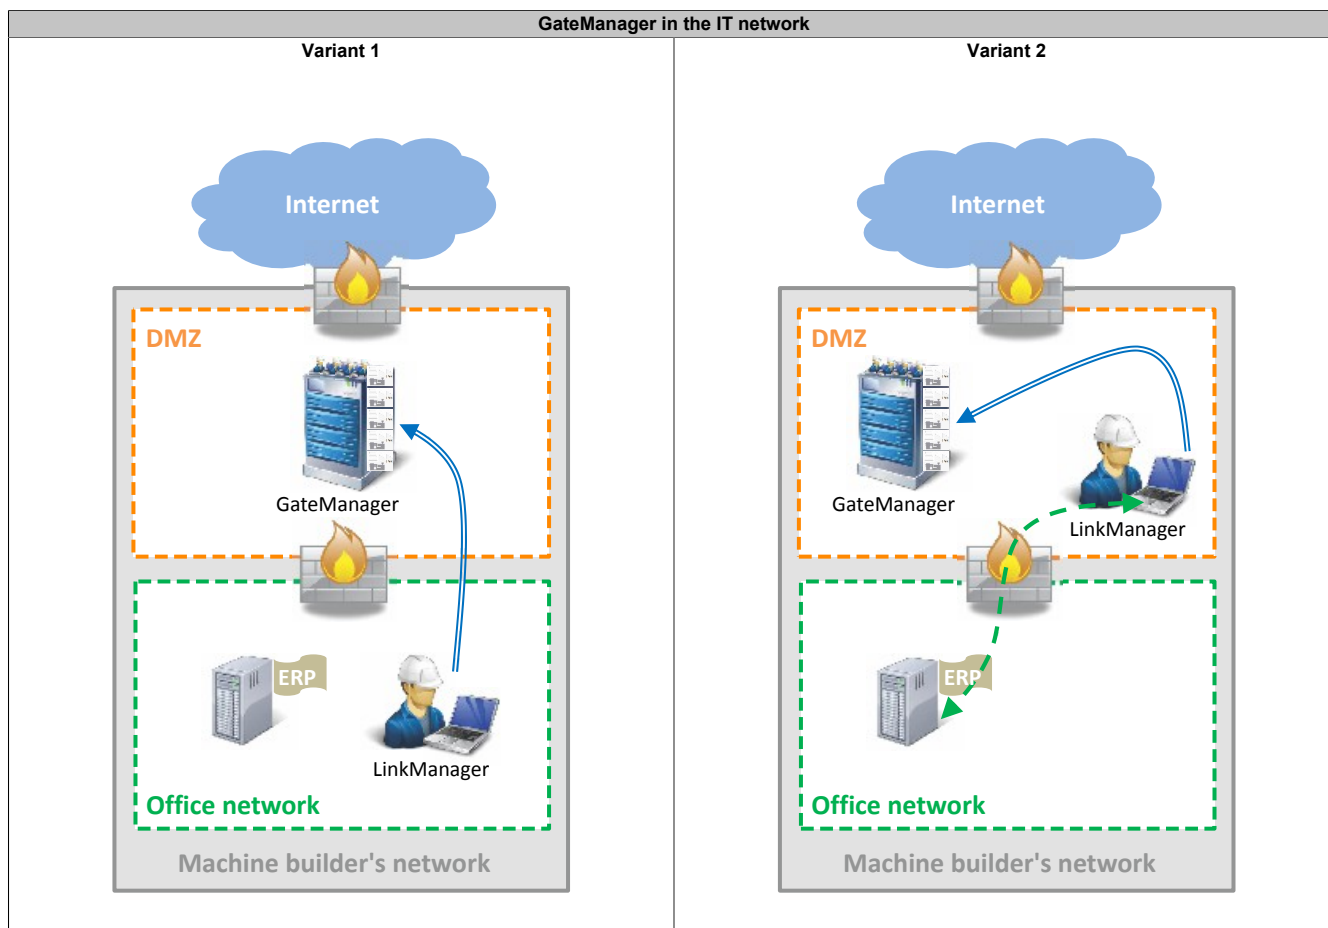 GateManager in the IT network
Variant 1
Internet
DMZ
GateManager
ERP
LinkManager
Office network
Machine builder's network
Variant 2
Internet
DMZ
GateManager
LinkManager
ERP
Office network
Machine builder's network